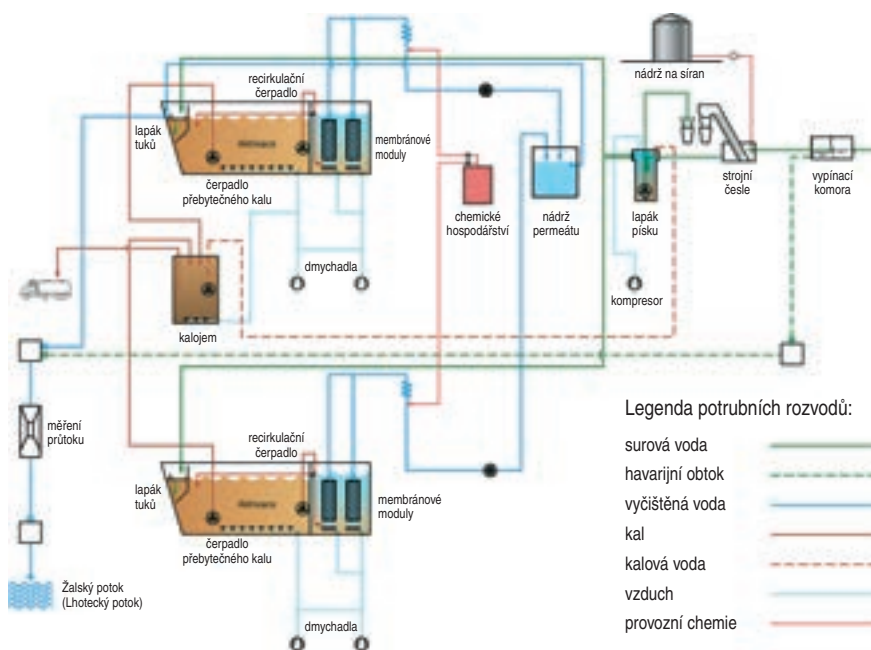 recirkulační
čerpadlo
nádrž na síran
lapák
tuků
membránové
moduly
čerpadlo
přebytečného kalu
chemické
hospodářství
nádrž
permeátu
lapák
písku
strojní
česle
vypínací
komora
dmychadla
kompresor
kalojem
měření
průtoku
recirkulační
čerpadlo
lapák
tuků
membránové
moduly
čerpadlo
přebytečného kalu
Žalský potok
(Lhotecký potok)
dmychadla
Legenda potrubních rozvodů:
surová voda
havarijní obtok
vyčištěná voda
kal
kalová voda
vzduch
provozní chemie